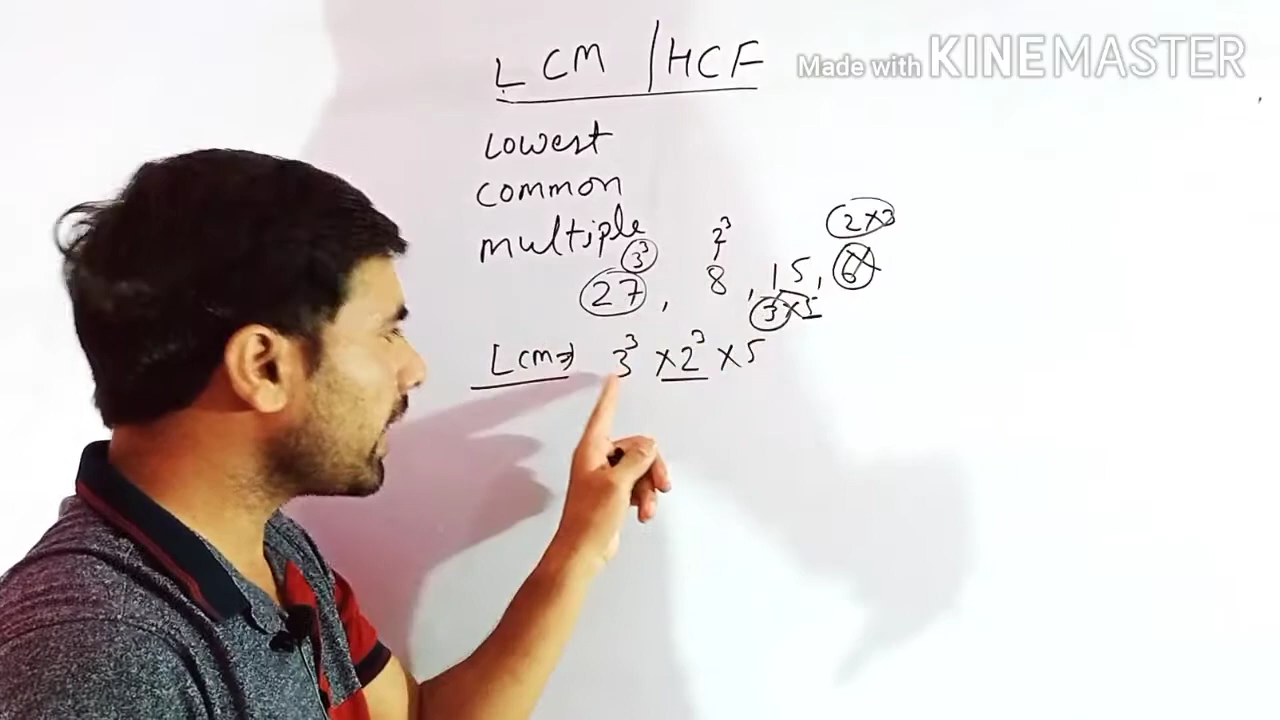 LCM / HCF
Made with KINEMASTER
Lowest
common
multiple
3³ 2³ 2×3
27, 8, 15, 6
3×5
LCM⇒ 3³ ×2³ ×5